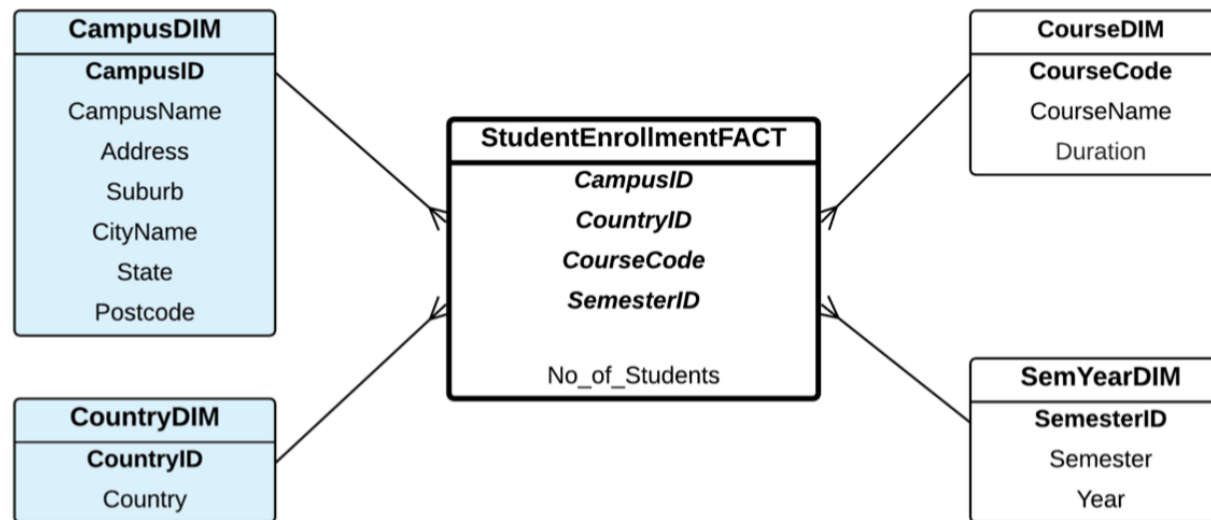 CampusDIM
CampusID
CampusName
Address
Suburb
CityName
State
Postcode
CountryDIM
CountryID
Country
StudentEnrollmentFACT
CampusID
CountryID
CourseCode
SemesterID
No_of_Students
CourseDIM
CourseCode
CourseName
Duration
SemYearDIM
SemesterID
Semester
Year